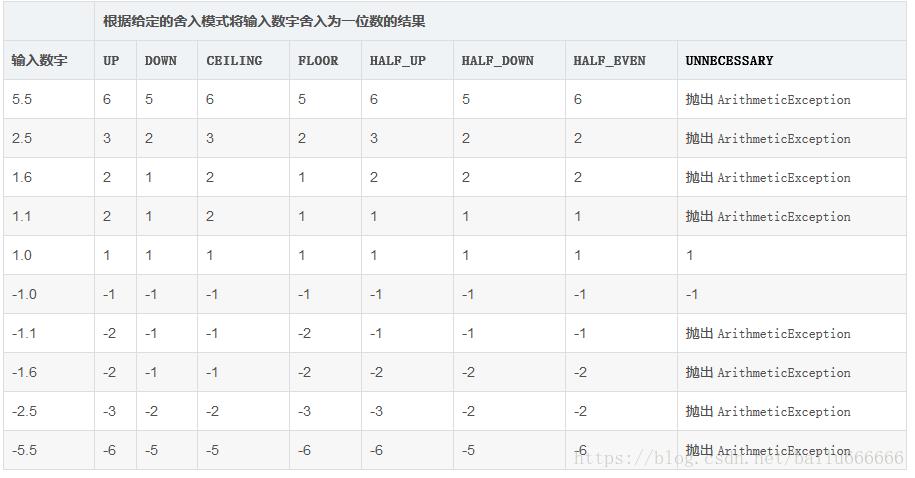 根据给定的舍入模式将输入数字舍入为一位数的结果
输入数字 UP DOWN CEILING FLOOR HALF_UP HALF_DOWN HALF_EVEN UNNECESSARY
5.5 6 5 6 5 6 5 6 抛出 ArithmeticException
2.5 3 2 3 2 3 2 2 抛出 ArithmeticException
1.6 2 1 2 1 2 2 2 抛出 ArithmeticException
1.1 2 1 2 1 1 1 1 抛出 ArithmeticException
1.0 1 1 1 1 1 1 1 1
-1.0 -1 -1 -1 -1 -1 -1 -1 -1
-1.1 -2 -1 -1 -2 -1 -1 -1 抛出 ArithmeticException
-1.6 -2 -1 -1 -2 -2 -2 -2 抛出 ArithmeticException
-2.5 -3 -2 -2 -3 -3 -2 -2 抛出 ArithmeticException
-5.5 -6 -5 -5 -6 -6 -5 -6 抛出 ArithmeticException
https://blog.csdn.net/bailu666666